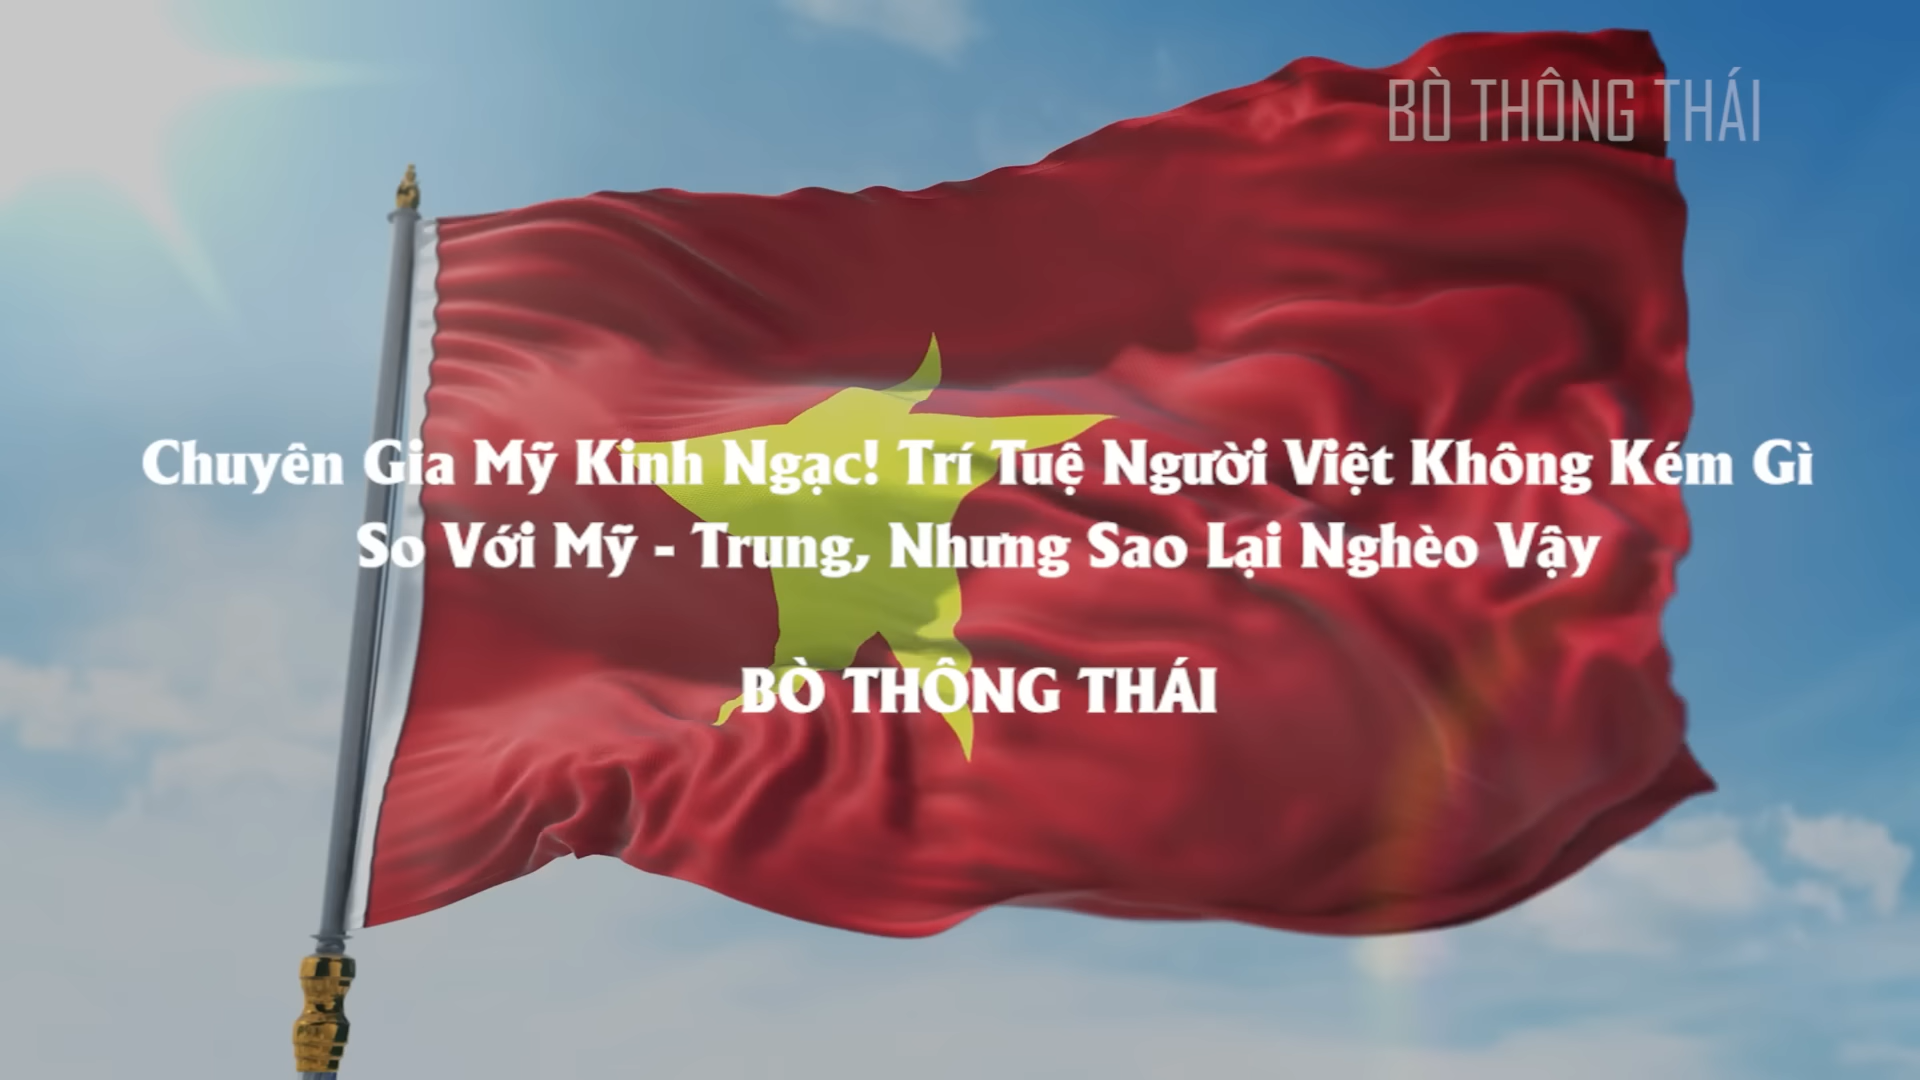 BÒ THÔNG THÁI
Chuyên Gia Mỹ Kinh Ngạc! Trí Tuệ Người Việt Không Kém Gì
So Với Mỹ - Trung, Nhưng Sao Lại Nghèo Vậy
BÒ THÔNG THÁI